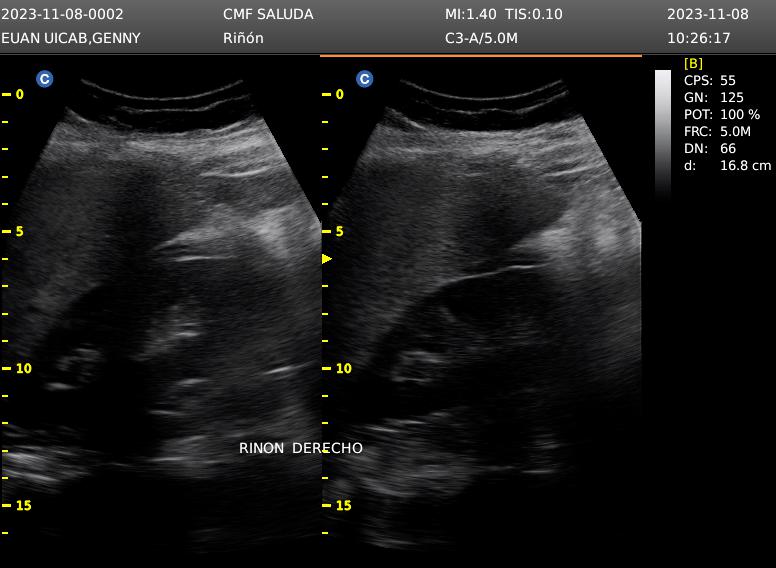 2023-11-08-0002 CMF SALUDA MI:1.40 TIS:0.10 2023-11-08
EUAN UICAB,GENNY Riñón C3-A/5.0M 10:26:17
C C
[B]
CPS: 55
GN: 125
POT: 100 %
FRC: 5.0M
DN: 66
d: 16.8 cm
0 0
5 5
10 10
RINON DERECHO
15 15